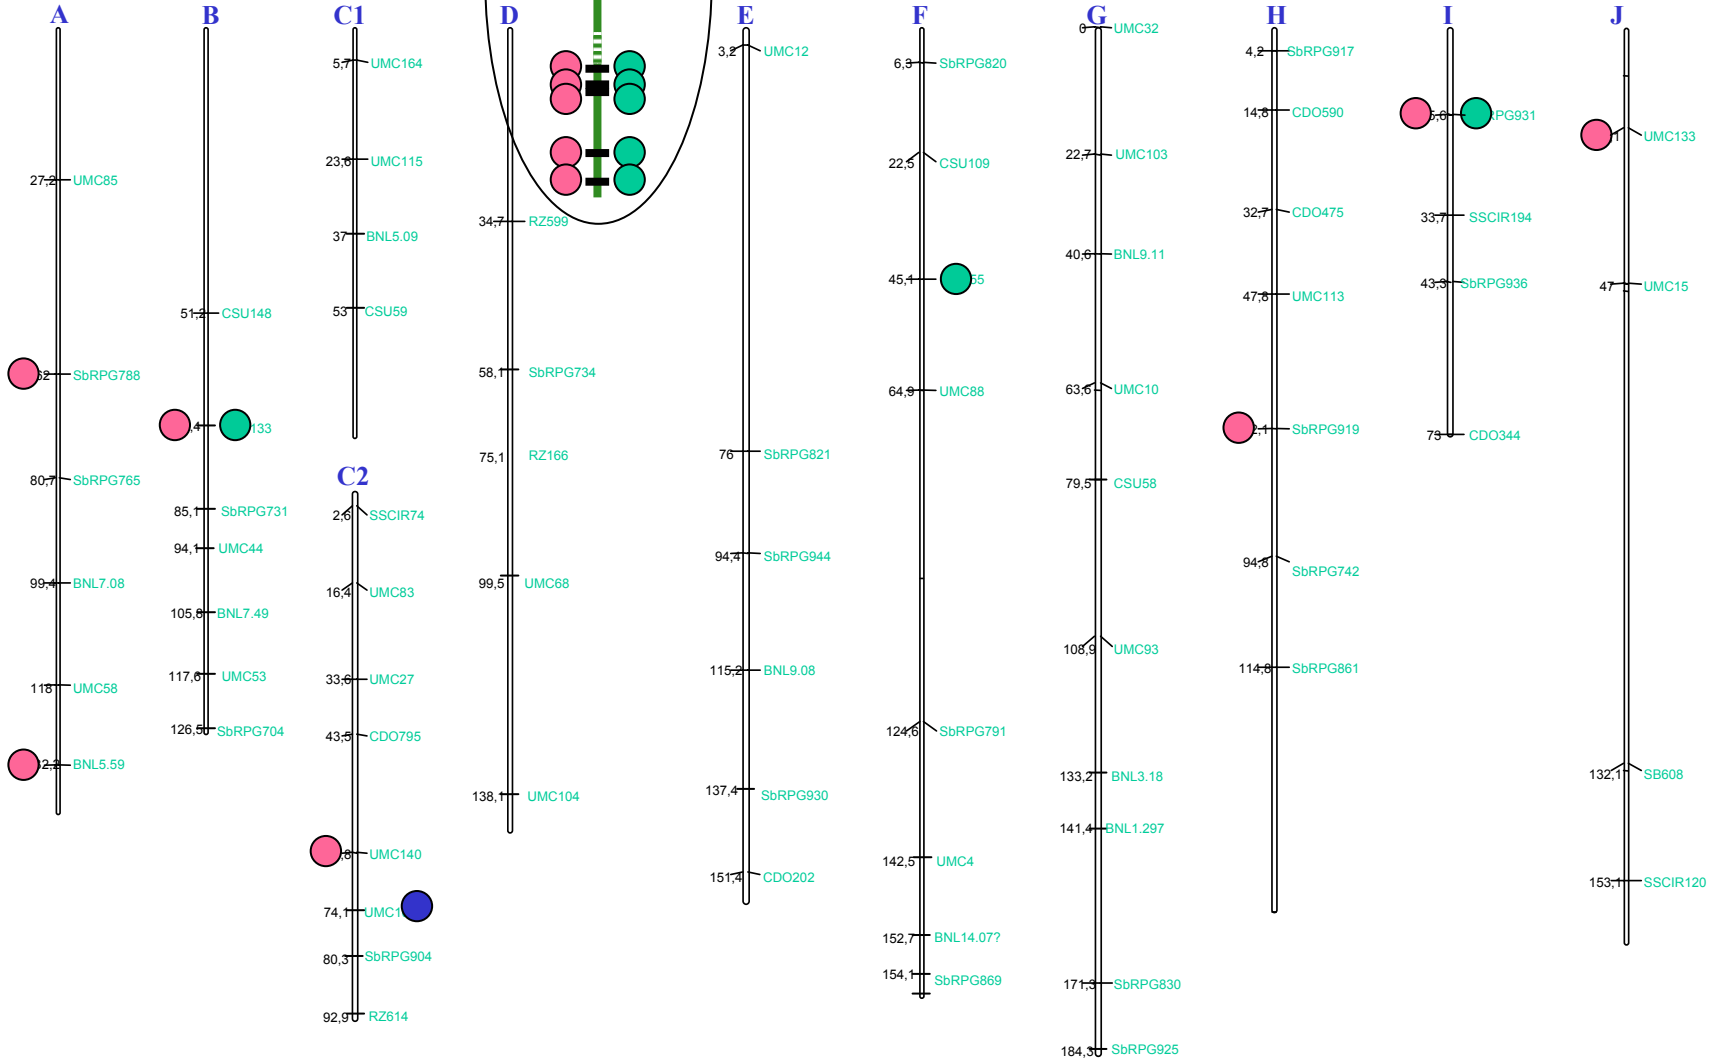 A
27,2 UMC85
SbRPG788
80,7 SbRPG765
99,4 BNL7.08
118 UMC58
BNL5.59
B
51,2 CSU148
85,1 SbRPG731
94,1 UMC44
105,8 BNL7.49
117,6 UMC53
126,5 SbRPG704
C1
5,7 UMC164
23,6 UMC115
37 BNL5.09
53 CSU59
C2
2,6 SSCIR74
16,4 UMC83
33,6 UMC27
43,5 CDO795
UMC140
74,1
80,3 SbRPG904
92,9 RZ614
D
34,7 RZ599
58,1 SbRPG734
75,1 RZ166
99,5 UMC68
138,1 UMC104
E
3,2 UMC12
76 SbRPG821
94,4 SbRPG944
115,2 BNL9.08
137,4 SbRPG930
151,4 CDO202
F
6,3 SbRPG820
22,5 CSU109
45,1
64,9 UMC88
124,6 SbRPG791
142,5 UMC4
152,7 BNL14.07?
154,1 SbRPG869
G
0 UMC32
22,7 UMC103
40,6 BNL9.11
63,6 UMC10
79,5 CSU58
108,9 UMC93
133,2 BNL3.18
141,4 BNL1.297
171,3 SbRPG830
184,3 SbRPG925
H
4,2 SbRPG917
14,8 CDO590
32,7 CDO475
47,8 UMC113
SbRPG919
94,8 SbRPG742
114,8 SbRPG861
I
33,7 SSCIR194
43,3 SbRPG936
73 CDO344
J
UMC133
47 UMC15
132,1 SB608
153,1 SSCIR120